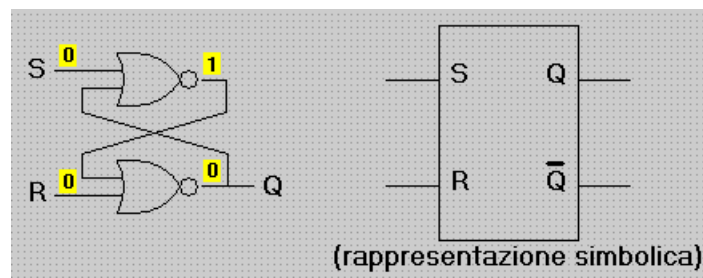 S 0 1
R 0 0 Q
S Q
R Q̅
(rappresentazione simbolica)